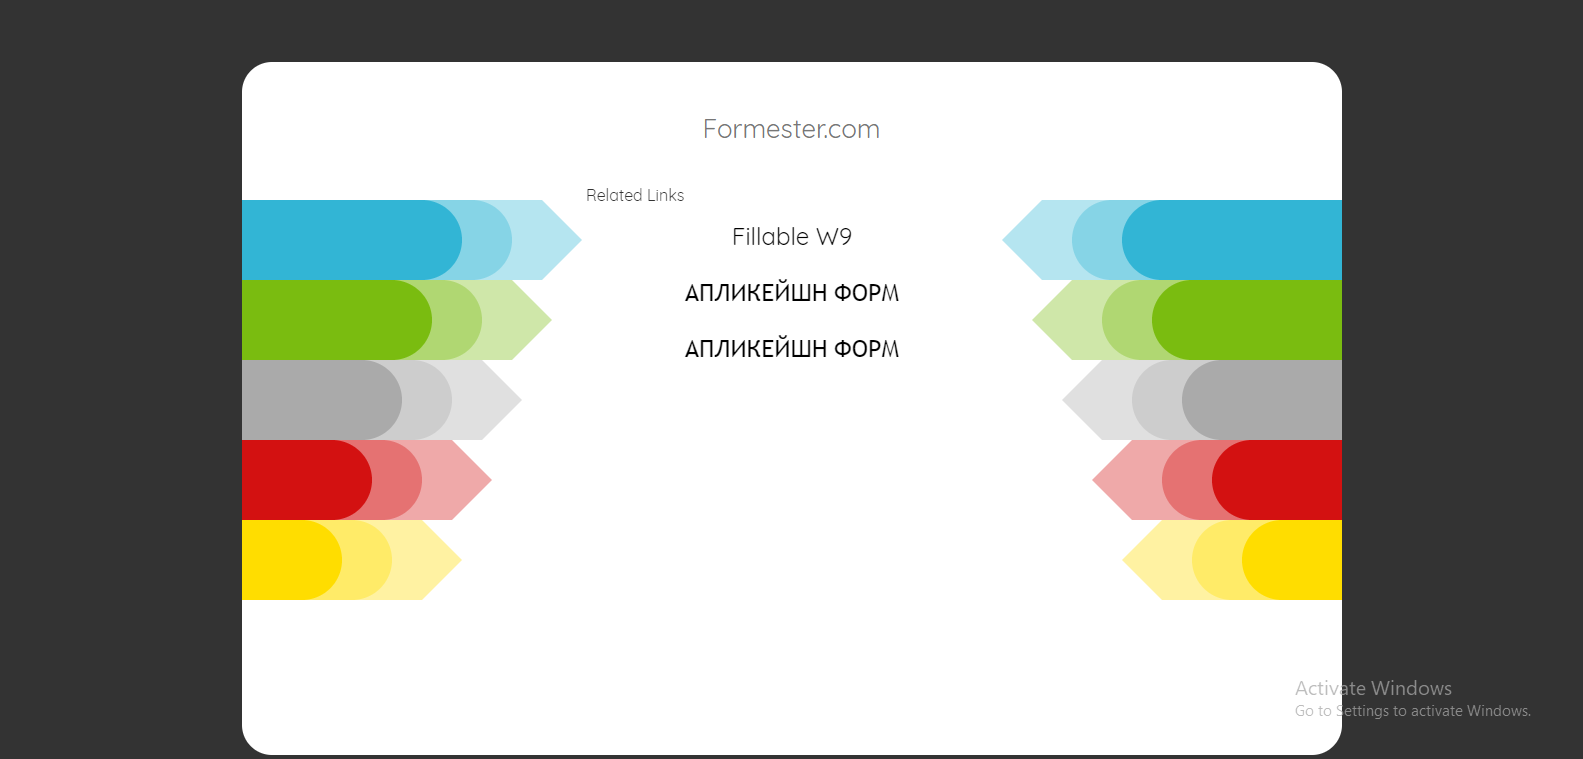 Formester.com
Related Links
Fillable W9
АПЛИКЕЙШН ФОРМ
АПЛИКЕЙШН ФОРМ
Activate Windows
Go to Settings to activate Windows.